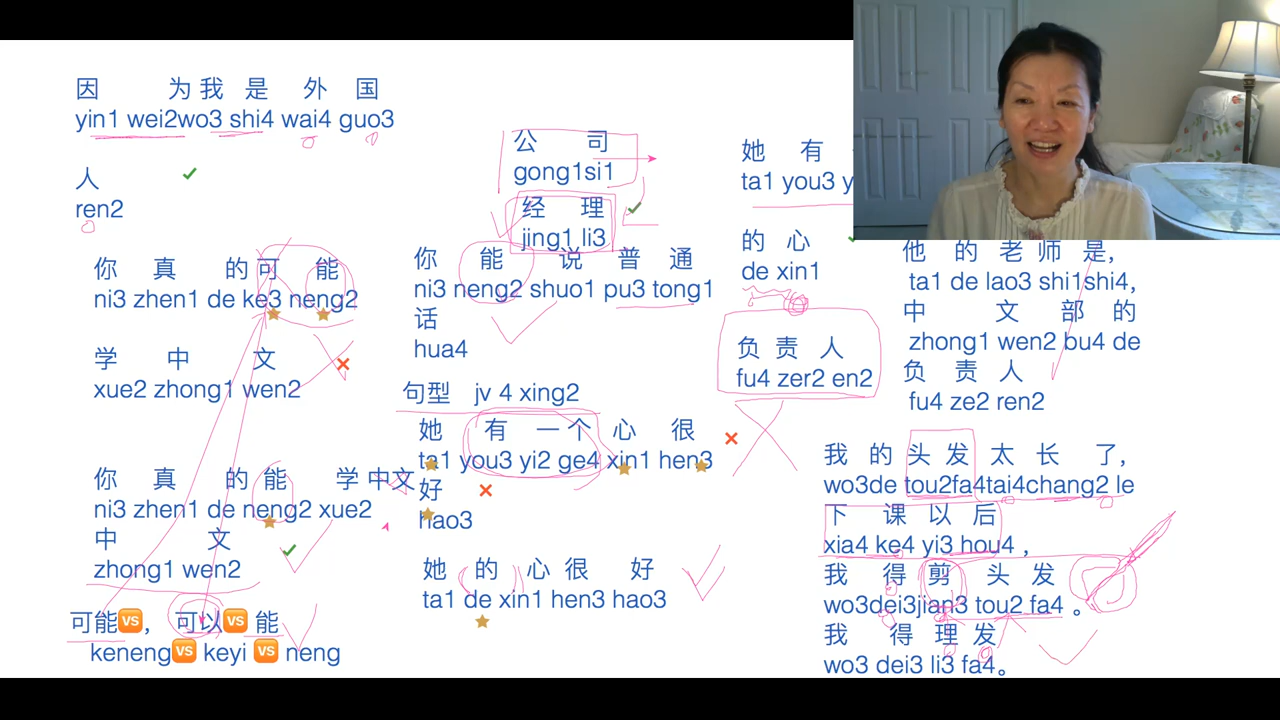 因 为 我 是 外 国
yin1 wei2wo3 shi4 wai4 guo3
人
ren2
你 真 的 可 能
ni3 zhen1 de ke3 neng2
学 中 文
xue2 zhong1 wen2
你 真 的 能 学 中文
ni3 zhen1 de neng2 xue2
中 文
zhong1 wen2
可能🆚, 可以🆚 能
keneng🆚 keyi 🆚 neng
公 司
gong1si1
经 理
jing1 li3
你 能 说 普 通
ni3 neng2 shuo1 pu3 tong1
话
hua4
句型 jv 4 xing2
她 有 一个 心 很
ta1 you3 yi2 ge4 xin1 hen3
好
hao3
她 的 心 很 好
ta1 de xin1 hen3 hao3
她 有
ta1 you3 y
的 心
de xin1
负 责 人
fu4 zer2 en2
他 的 老 师 是,
ta1 de lao3 shi1shi4,
中 文 部 的
zhong1 wen2 bu4 de
负 责 人
fu4 ze2 ren2
我 的 头 发 太 长 了,
wo3de tou2fa4tai4chang2 le
下 课 以 后
xia4 ke4 yi3 hou4 ,
我 得 剪 头 发
wo3dei3jian3 tou2 fa4 。
我 得 理 发
wo3 dei3 li3 fa4。